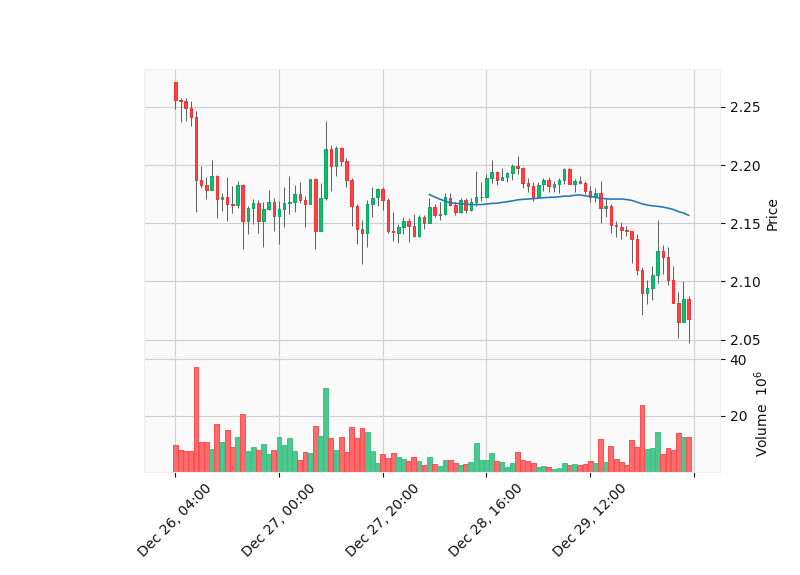 2.25
2.20
2.15
2.10
2.05
Price
40
20
Volume 10^6
Dec 26, 04:00
Dec 27, 00:00
Dec 27, 20:00
Dec 28, 16:00
Dec 29, 12:00